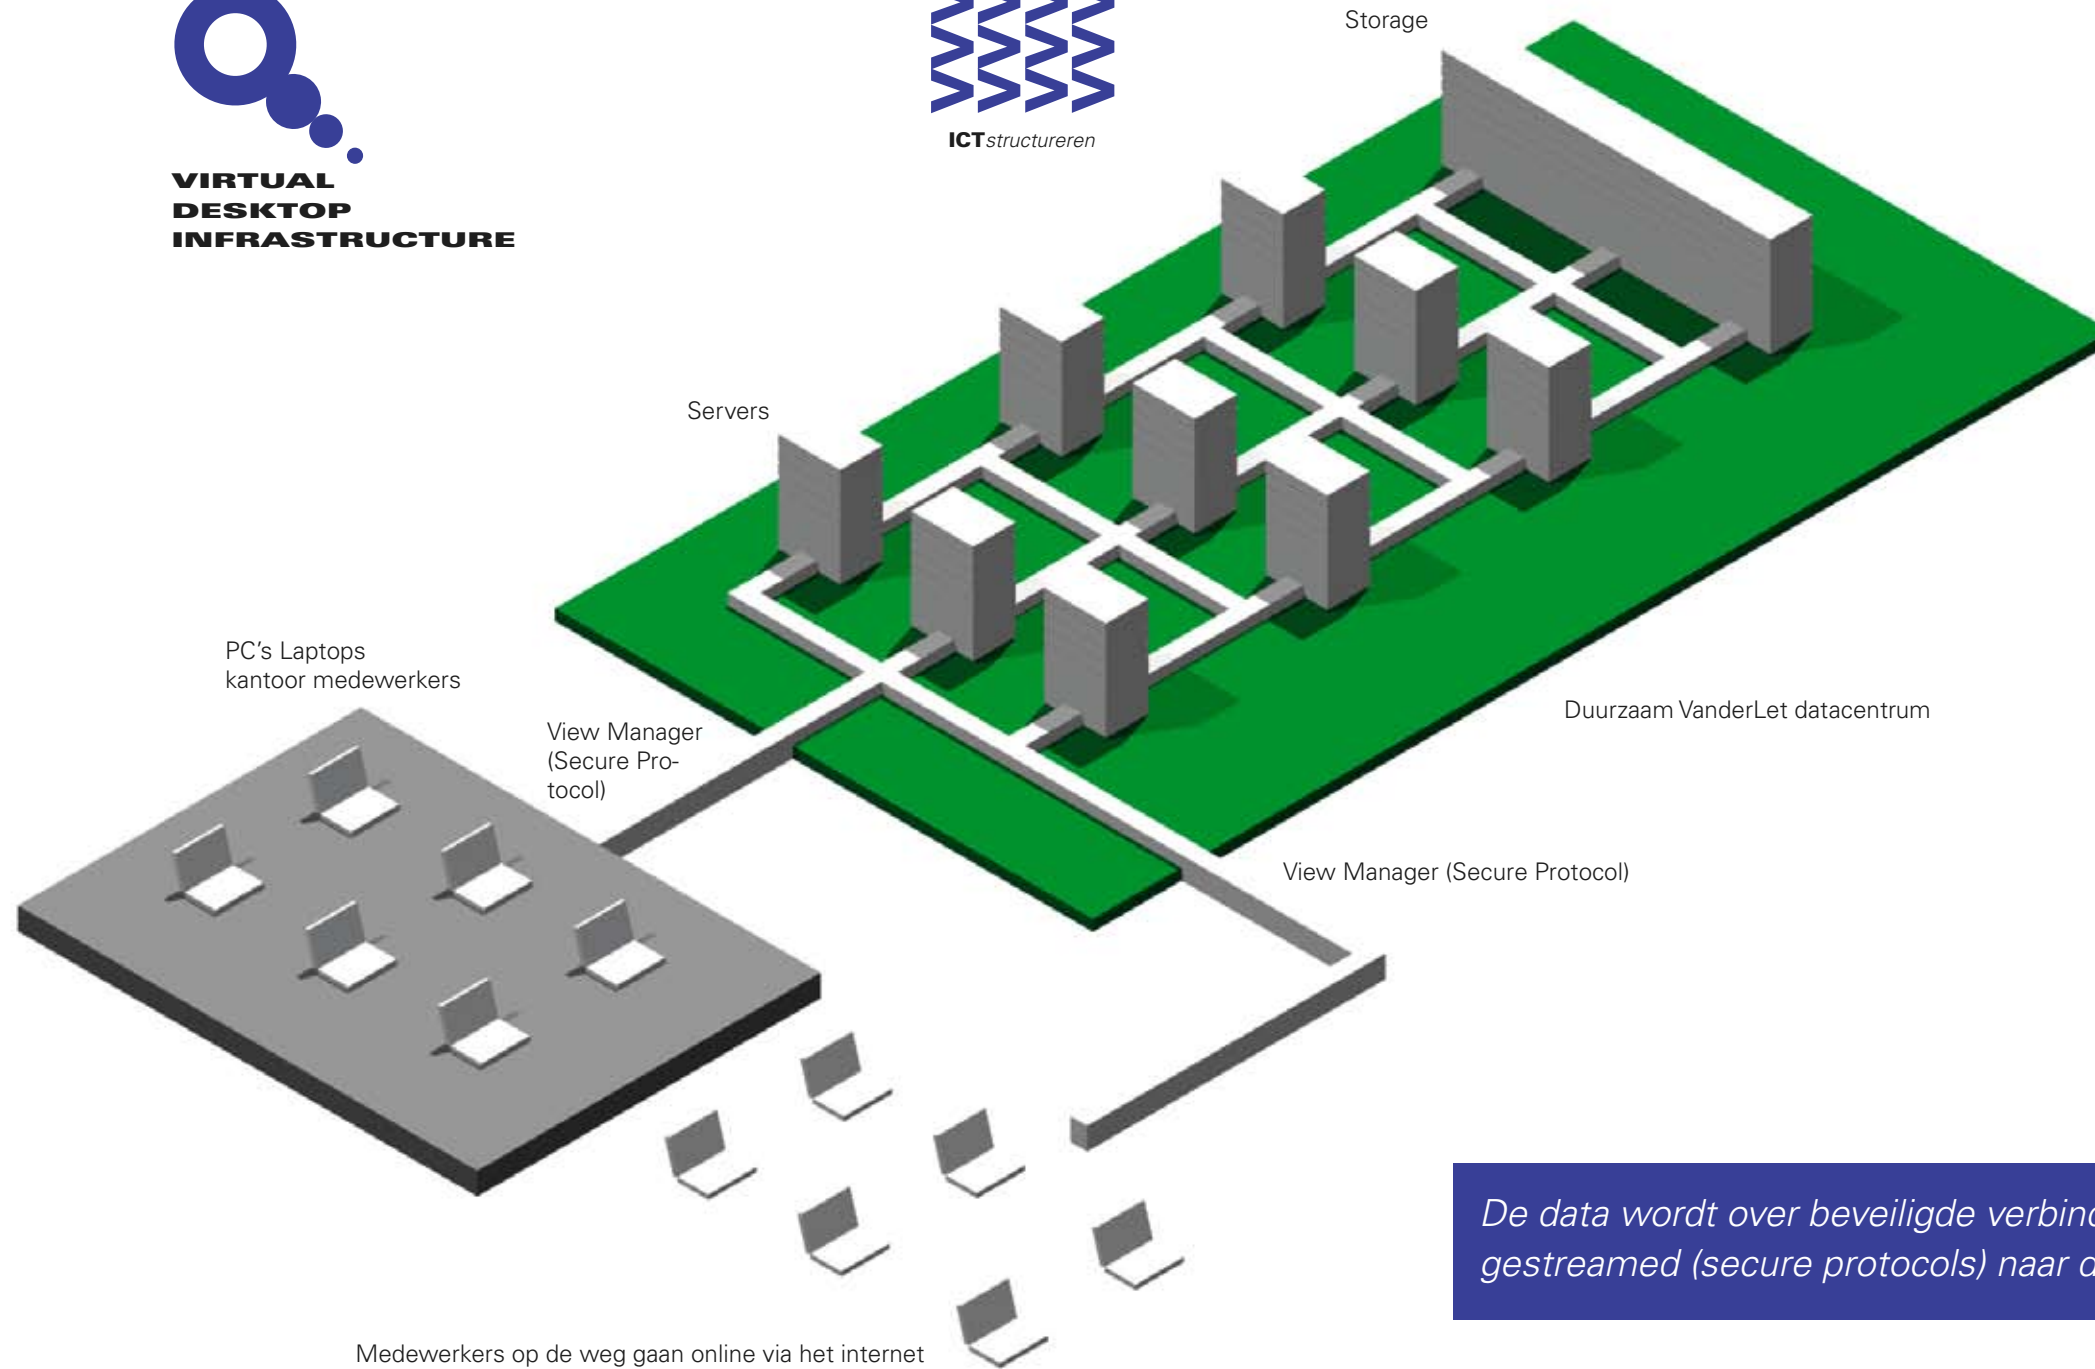 Storage
ICTstructureren
VIRTUAL
DESKTOP
INFRASTRUCTURE
Servers
PC's Laptops
kantoor medewerkers
View Manager
(Secure Pro-
tocol)
Duurzaam VanderLet datacentrum
View Manager (Secure Protocol)
De data wordt over beveiligde
gestreamed (secure protocols) naar
Medewerkers op de weg gaan online via het internet